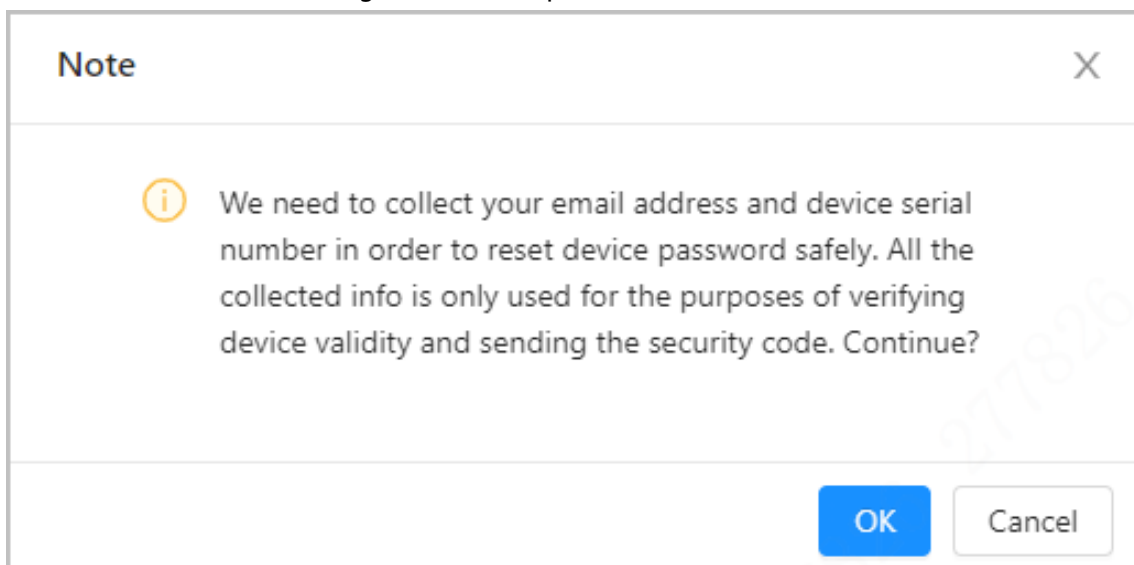 Note
X
We need to collect your email address and device serial
number in order to reset device password safely. All the
collected info is only used for the purposes of verifying
device validity and sending the security code. Continue?
277826
OK Cancel